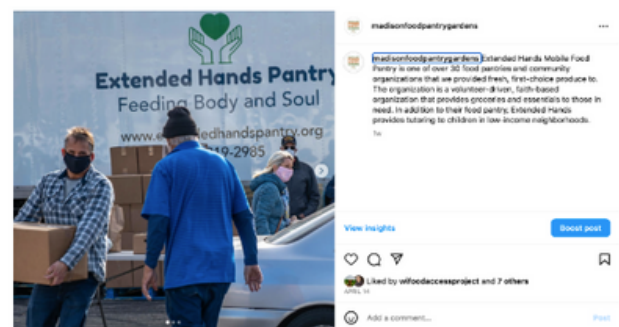 Extended Hands Pantry
Feeding Body and Soul
www.e dedhandspantry.org
19-2985
madisonfoodpantrygardens
madisonfoodpantrygardens Extended Hands Mobile Food
Pantry is one of over 30 food pantries and community
organizations that we provided fresh, first-choice produce to.
The organization is a volunteer-driven, faith-based
organization that provides groceries and essentials to those in
need. In addition to their food pantry, Extended Hands
provides tutoring to children in low-income neighborhoods.
1w
View insights
Boost post
Liked by wifoodaccessproject and 7 others
Add a comment...
Post